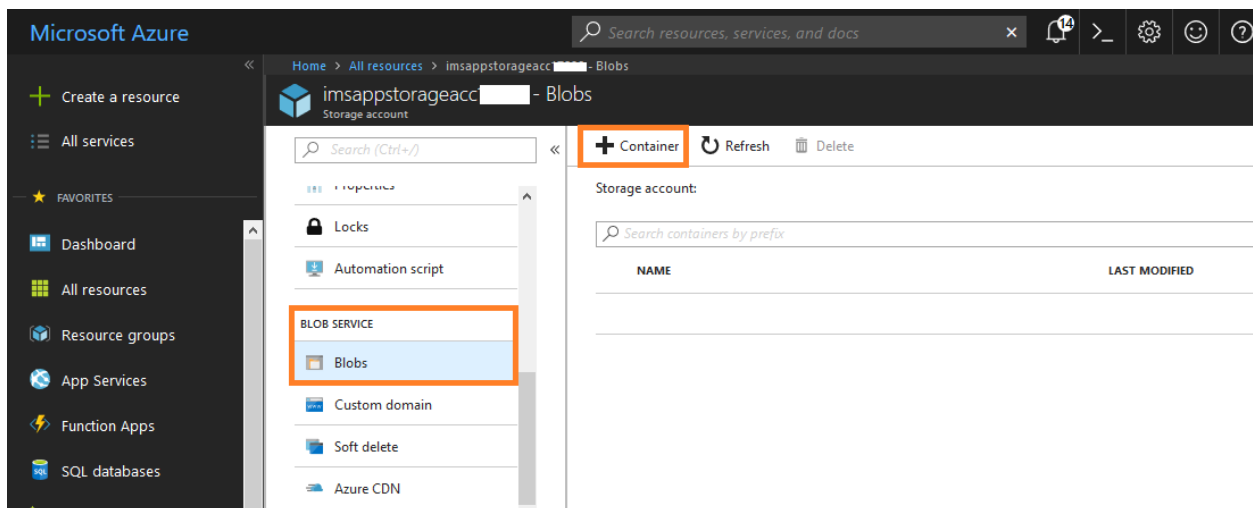 Microsoft Azure
Search resources, services, and docs
14
Home > All resources > imsappstorageacc - Blobs
imsappstorageacc - Blobs
Storage account
Create a resource
All services
FAVORITES
Dashboard
All resources
Resource groups
App Services
Function Apps
SQL databases
Search (Ctrl+/)
Properties
Locks
Automation script
BLOB SERVICE
Blobs
Custom domain
Soft delete
Azure CDN
Container Refresh Delete
Storage account:
Search containers by prefix
NAME LAST MODIFIED